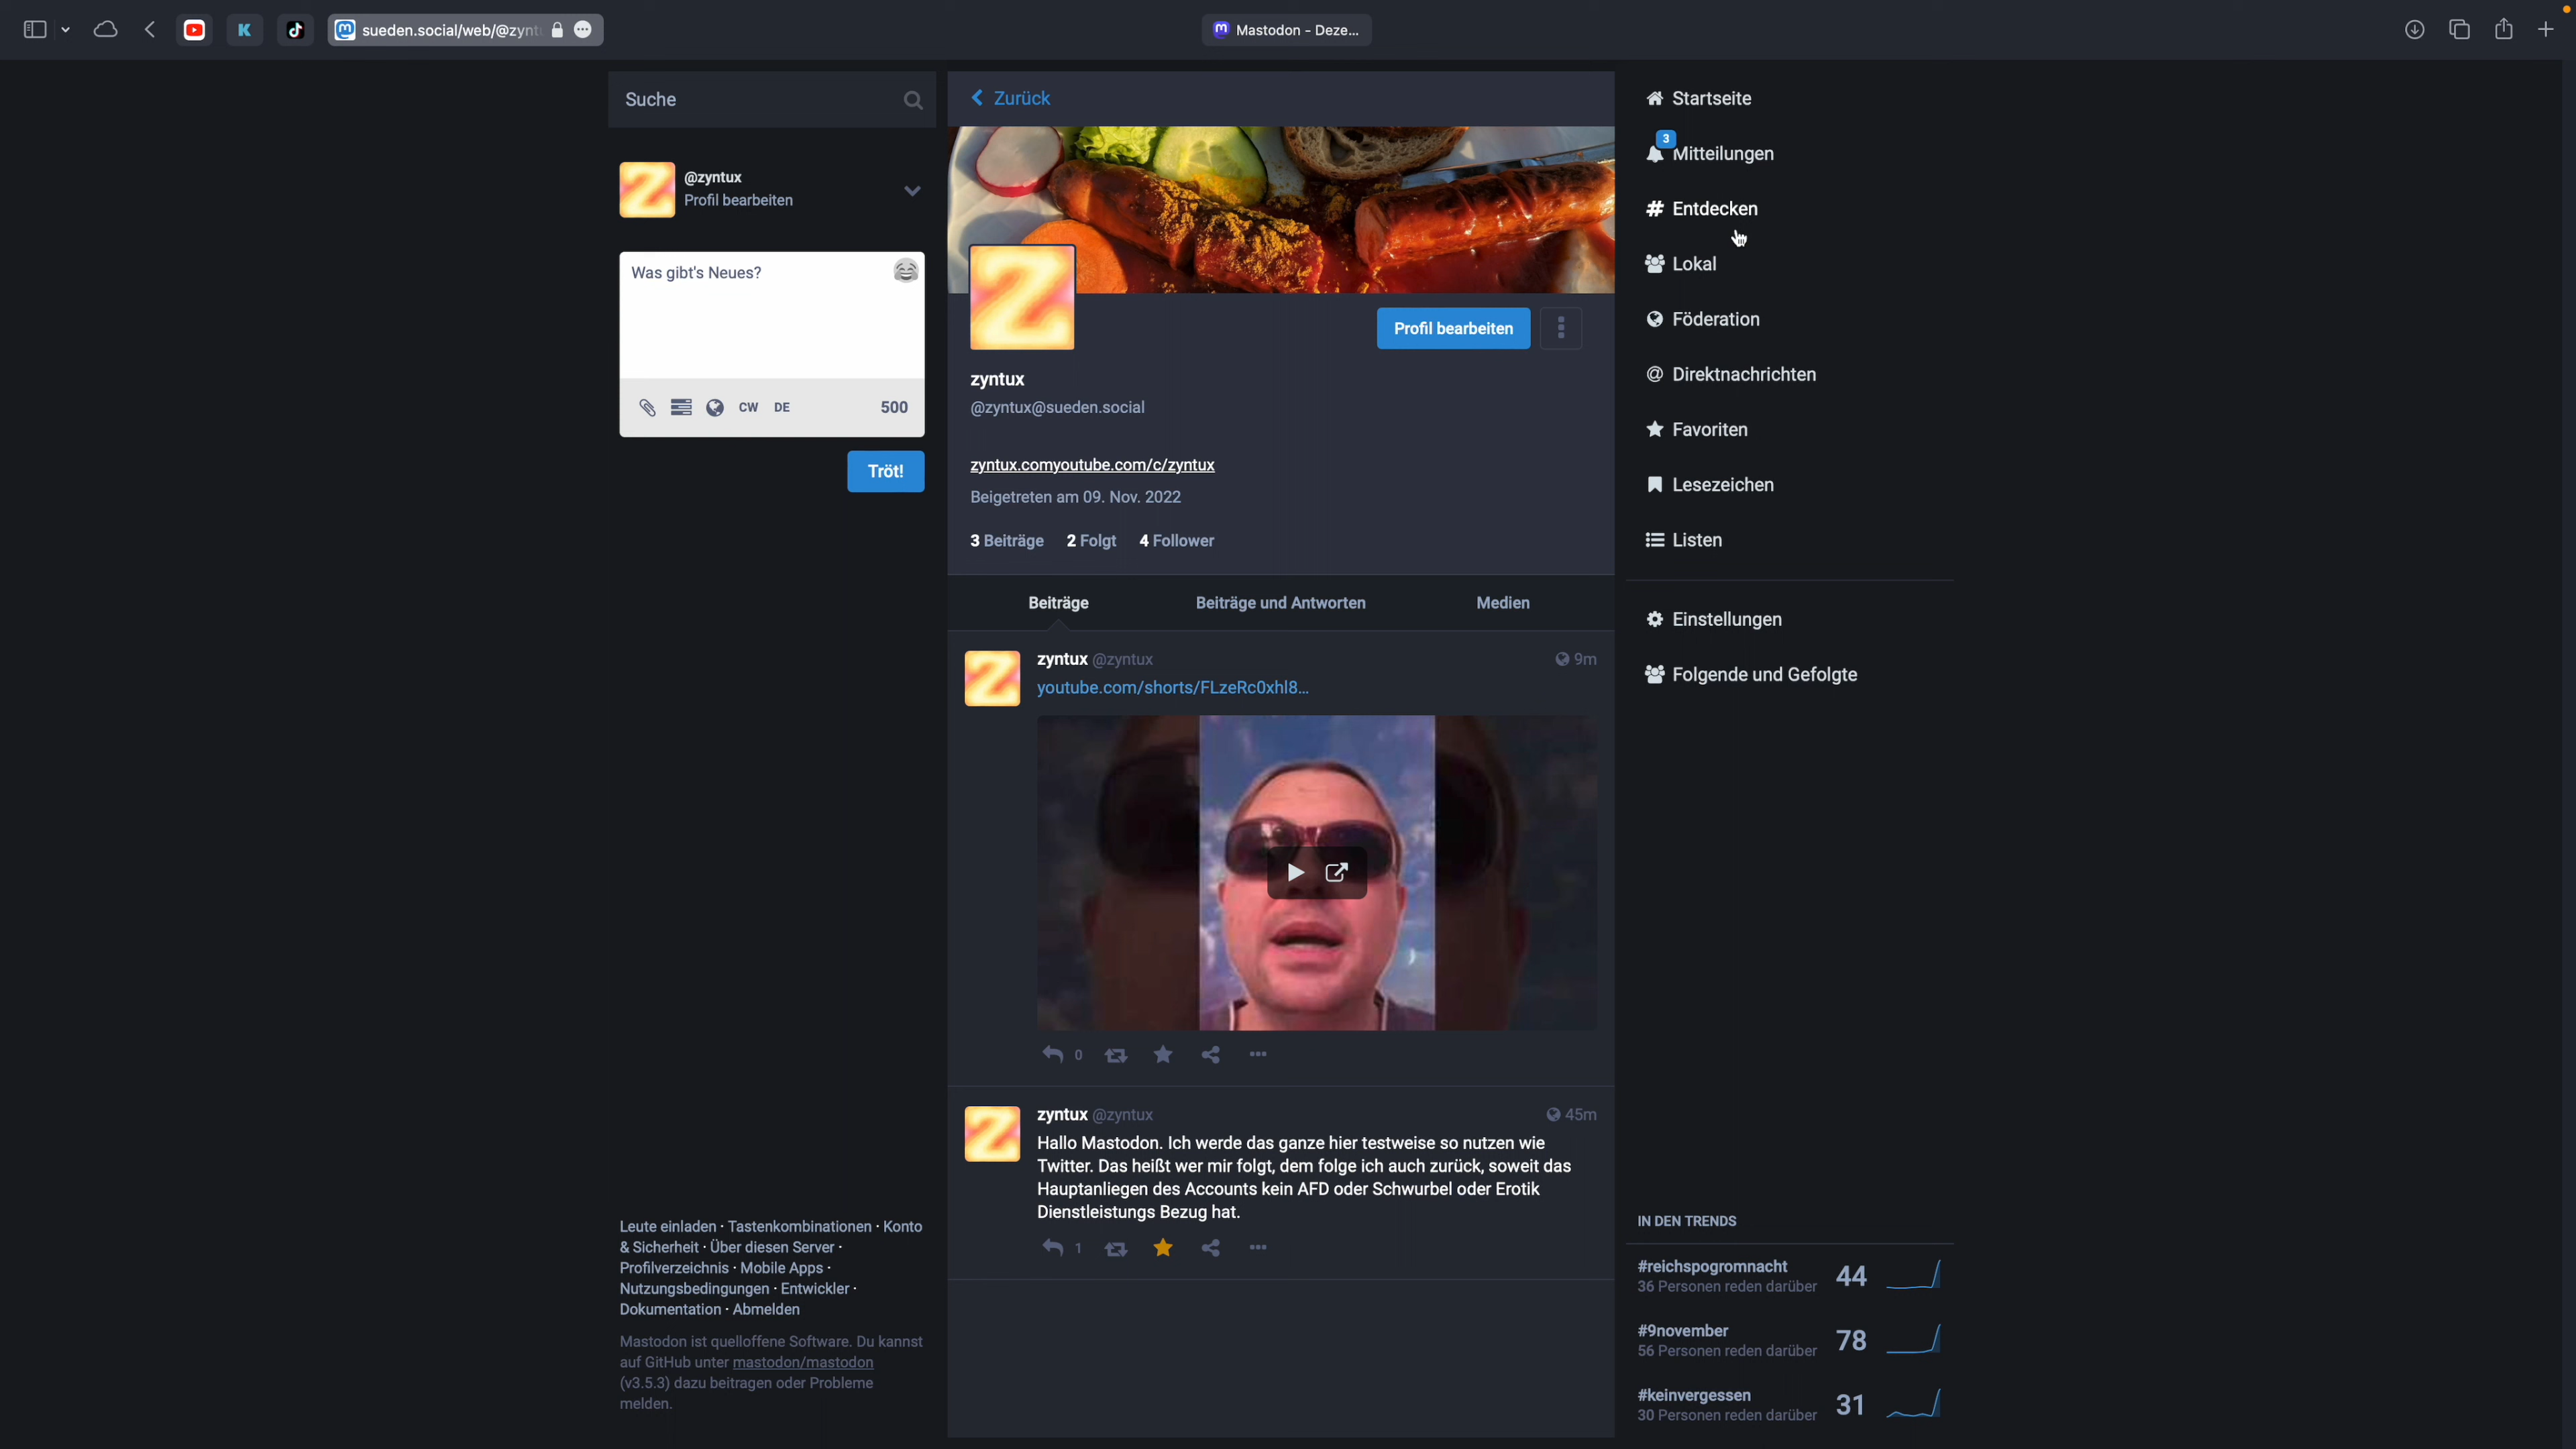 sueden.social/web/@zynt
Mastodon - Deze...
Suche
@zyntux
Profil bearbeiten
Was gibt's Neues?
CW DE 500
Tröt!
Leute einladen · Tastenkombinationen · Konto
& Sicherheit · Über diesen Server ·
Profilverzeichnis · Mobile Apps ·
Nutzungsbedingungen · Entwickler ·
Dokumentation · Abmelden
Mastodon ist quelloffene Software. Du kannst
auf GitHub unter mastodon/mastodon
(v3.5.3) dazu beitragen oder Probleme
melden.
Zurück
Profil bearbeiten
zyntux
@zyntux@sueden.social
zyntux.comyoutube.com/c/zyntux
Beigetreten am 09. Nov. 2022
3 Beiträge 2 Folgt 4 Follower
Beiträge Beiträge und Antworten Medien
zyntux @zyntux 9m
youtube.com/shorts/FLzeRc0xhl8...
0
zyntux @zyntux 45m
Hallo Mastodon. Ich werde das ganze hier testweise so nutzen wie
Twitter. Das heißt wer mir folgt, dem folge ich auch zurück, soweit das
Hauptanliegen des Accounts kein AFD oder Schwurbel oder Erotik
Dienstleistungs Bezug hat.
1
Startseite
3
Mitteilungen
# Entdecken
Lokal
Föderation
@ Direktnachrichten
Favoriten
Lesezeichen
Listen
Einstellungen
Folgende und Gefolgte
IN DEN TRENDS
#reichspogromnacht 44
36 Personen reden darüber
#9november 78
56 Personen reden darüber
#keinvergessen 31
30 Personen reden darüber